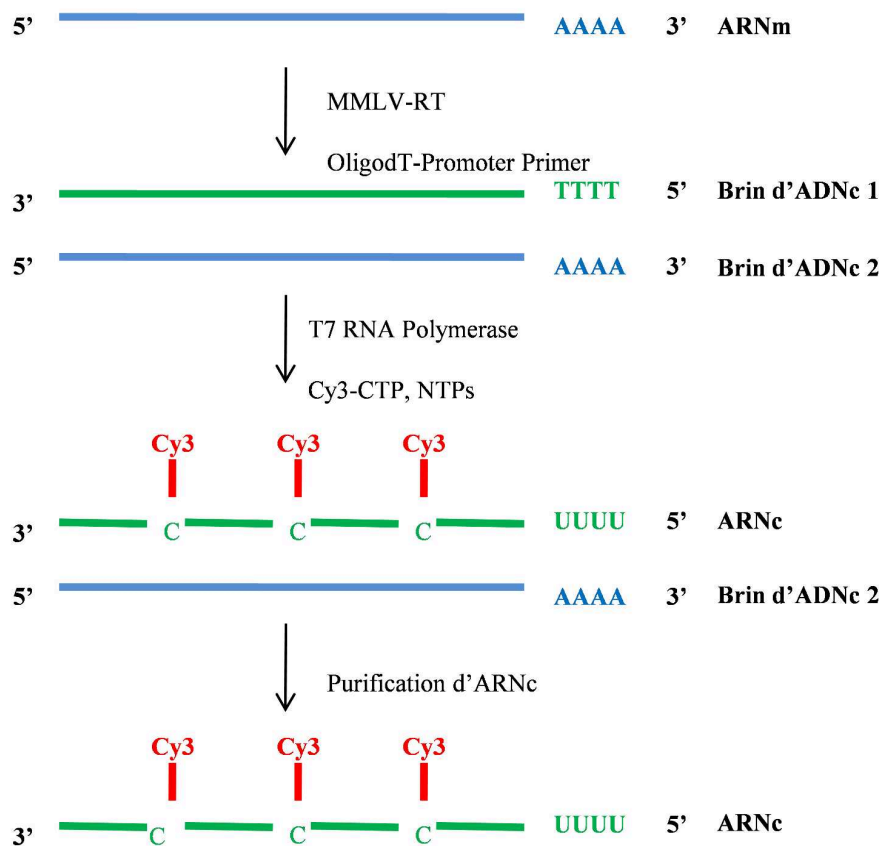 5’ AAAA 3’ ARNm
MMLV-RT
OligodT-Promoter Primer
3’ TTTT 5’ Brin d’ADNc 1
5’ AAAA 3’ Brin d’ADNc 2
T7 RNA Polymerase
Cy3-CTP, NTPs
Cy3 Cy3 Cy3
3’ C C C UUUU 5’ ARNc
5’ AAAA 3’ Brin d’ADNc 2
Purification d’ARNc
Cy3 Cy3 Cy3
3’ C C C UUUU 5’ ARNc